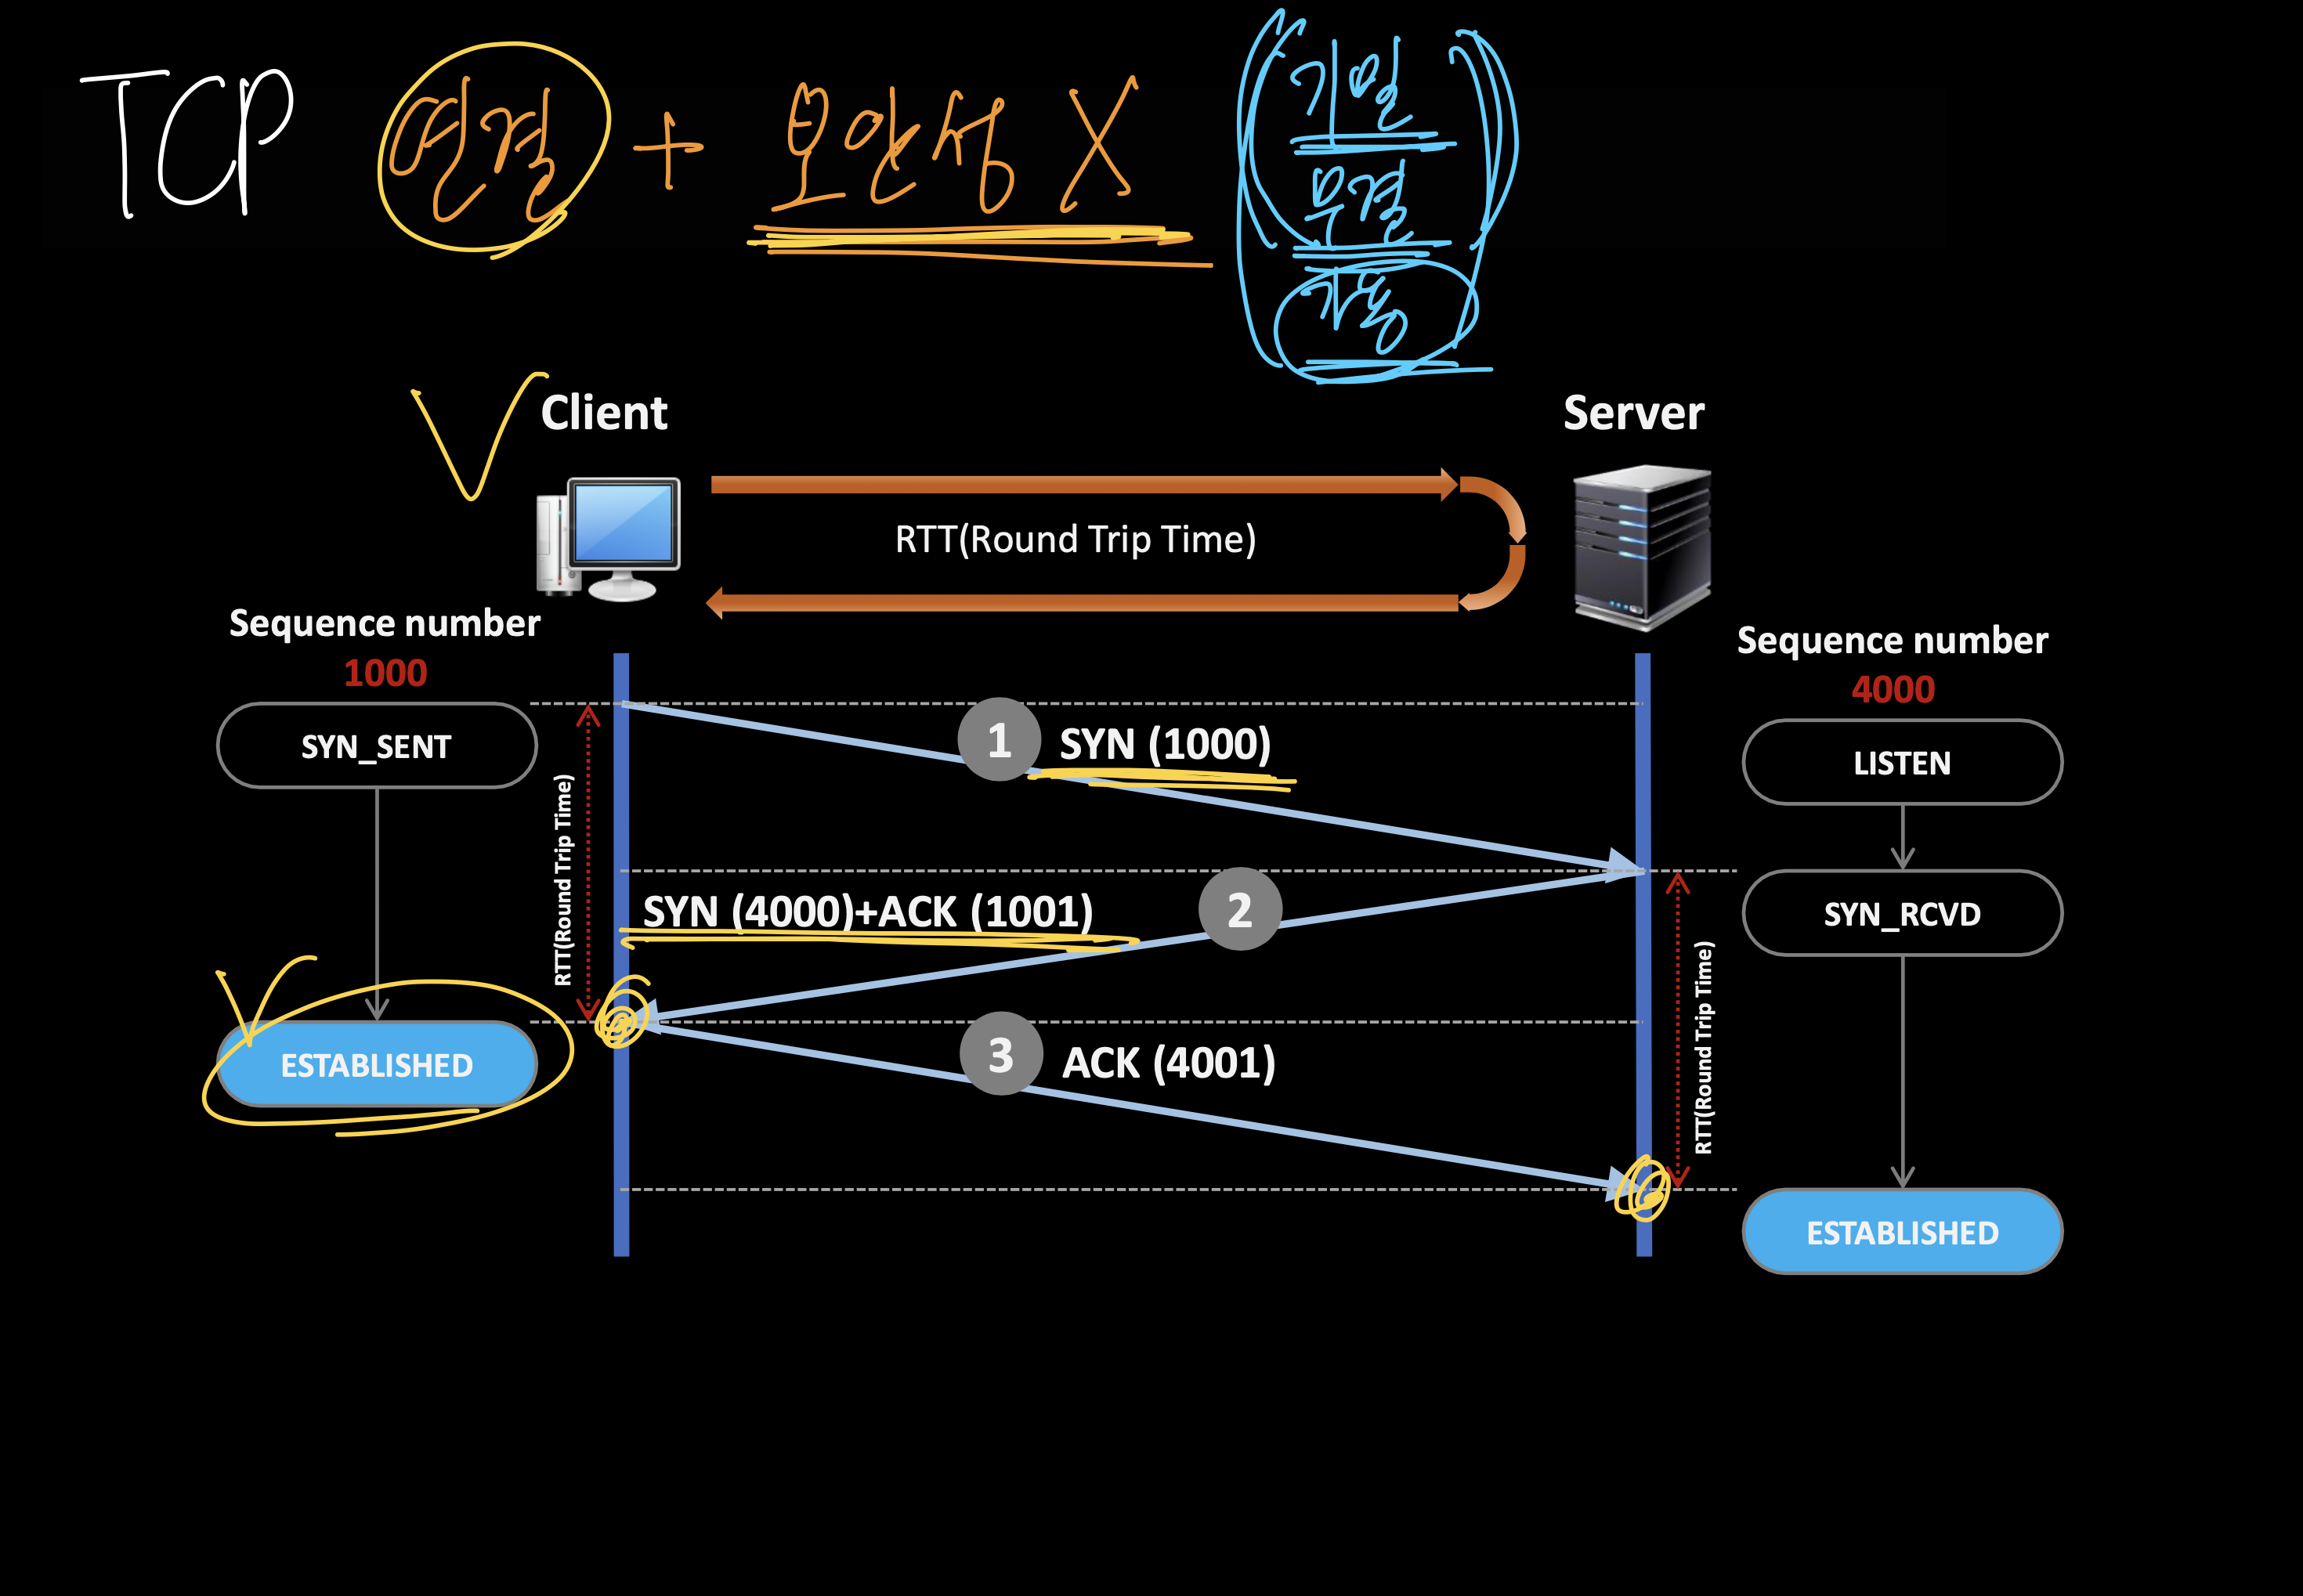 TCP 연결 + 보안성 X
기밀
무결
가용
Client
Server
RTT(Round Trip Time)
Sequence number
1000
Sequence number
4000
SYN_SENT
1 SYN (1000)
LISTEN
RTT(Round Trip Time)
SYN (4000)+ACK (1001) 2
SYN_RCVD
RTT(Round Trip Time)
ESTABLISHED
3 ACK (4001)
ESTABLISHED